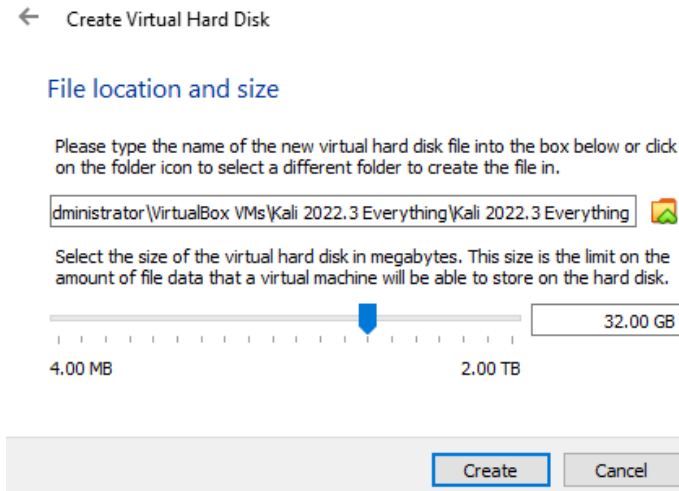 Create Virtual Hard Disk
File location and size
Please type the name of the new virtual hard disk file into the box below or click
on the folder icon to select a different folder to create the file in.
dministrator\VirtualBox VMs\Kali 2022.3 Everything\Kali 2022.3 Everything
Select the size of the virtual hard disk in megabytes. This size is the limit on the
amount of file data that a virtual machine will be able to store on the hard disk.
32.00 GB
4.00 MB 2.00 TB
Create Cancel